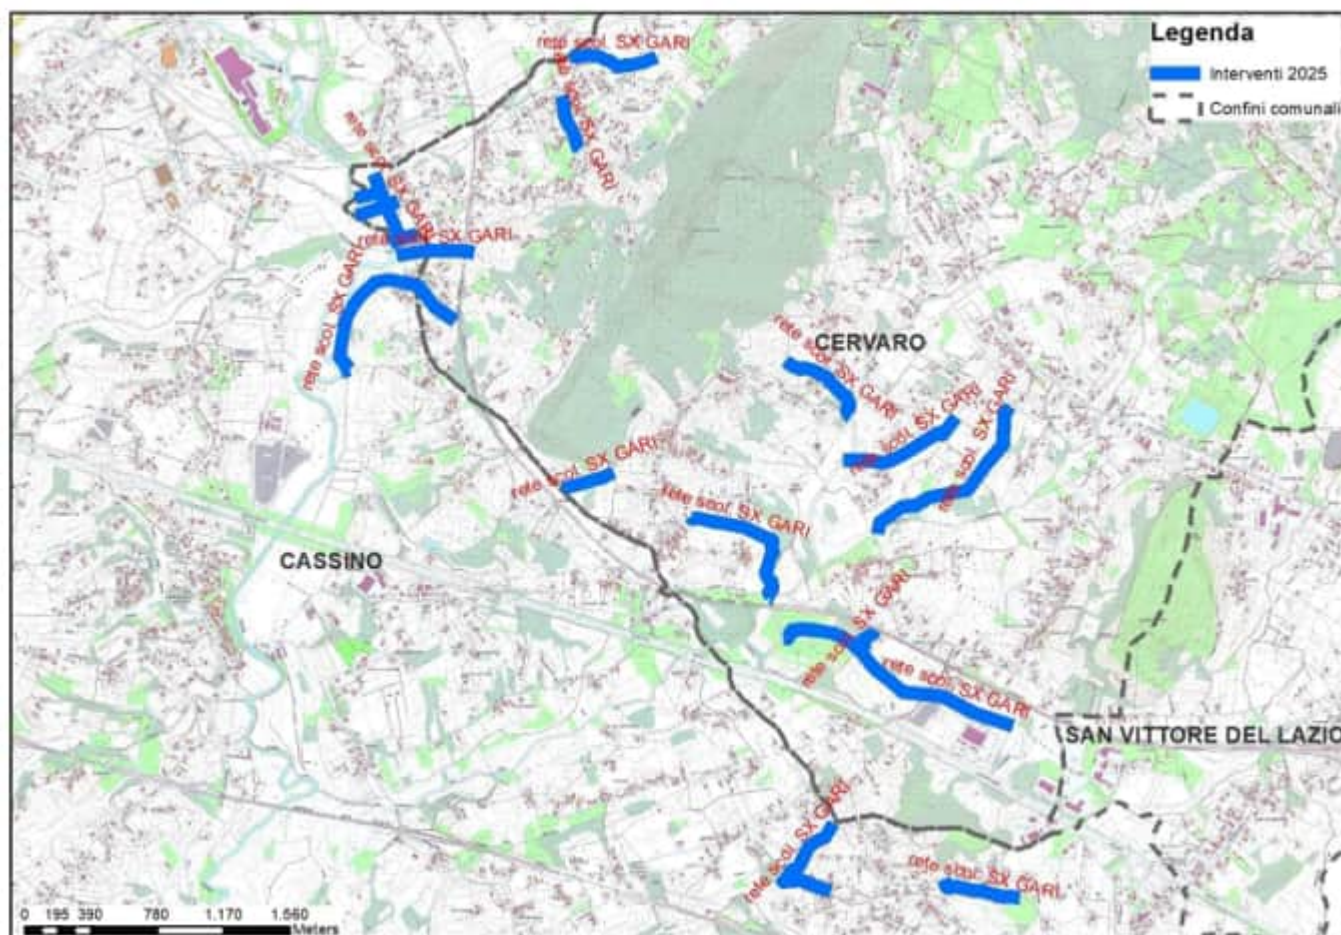 Legenda
Interventi 2025
Confini comunali
rete scol. SX GARI
rete scol. SX GARI
rete scol. SX GARI
rete scol. SX GARI
rete scol. SX GARI
CERVARO
rete scol. SX GARI
rete scol. SX GARI
rete scol. SX GARI
rete scol. SX GARI
rete scol. SX GARI
CASSINO
rete scol. SX GARI
rete scol. SX GARI
SAN VITTORE DEL LAZIO
rete scol. SX GARI
rete scol. SX GARI
0 195 390 780 1.170 1.560
Meters